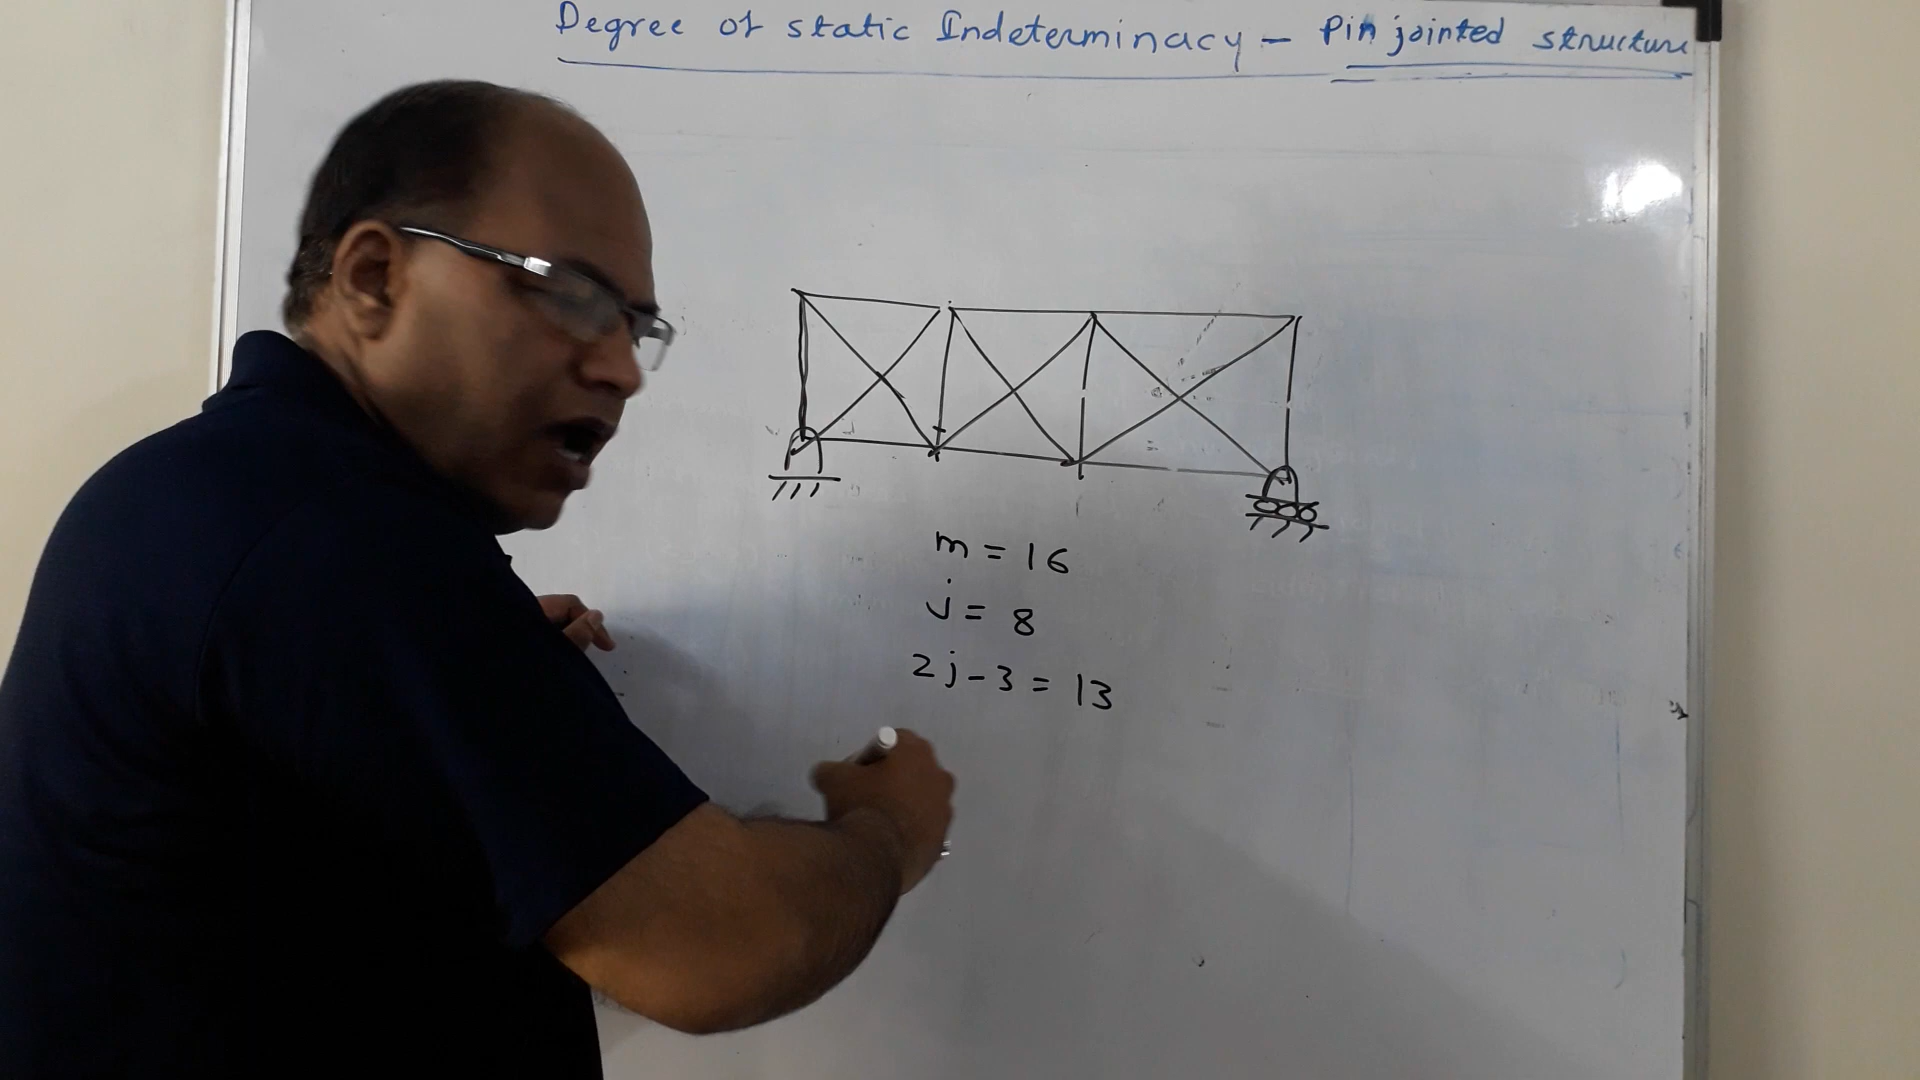 Degree of static Indeterminacy - Pin jointed structure
m = 16
j = 8
2j-3 = 13